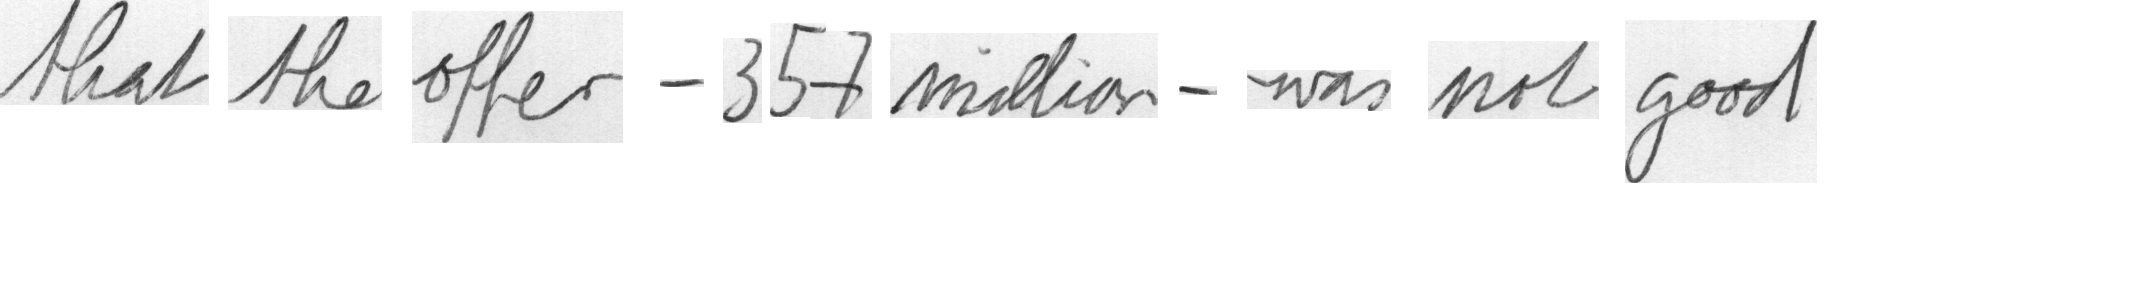 that the offer - 357 million - was not good